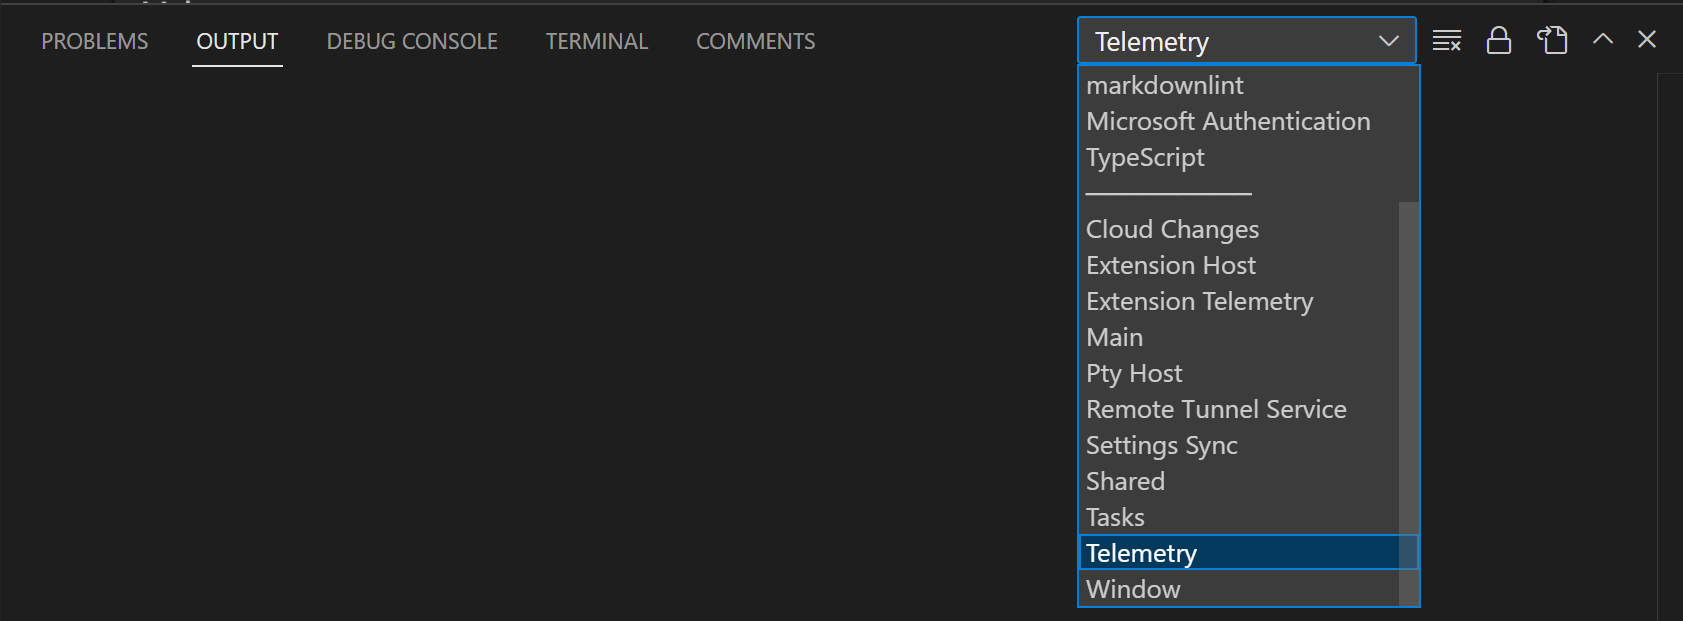 PROBLEMS OUTPUT DEBUG CONSOLE TERMINAL COMMENTS Telemetry
markdownlint
Microsoft Authentication
TypeScript
Cloud Changes
Extension Host
Extension Telemetry
Main
Pty Host
Remote Tunnel Service
Settings Sync
Shared
Tasks
Telemetry
Window